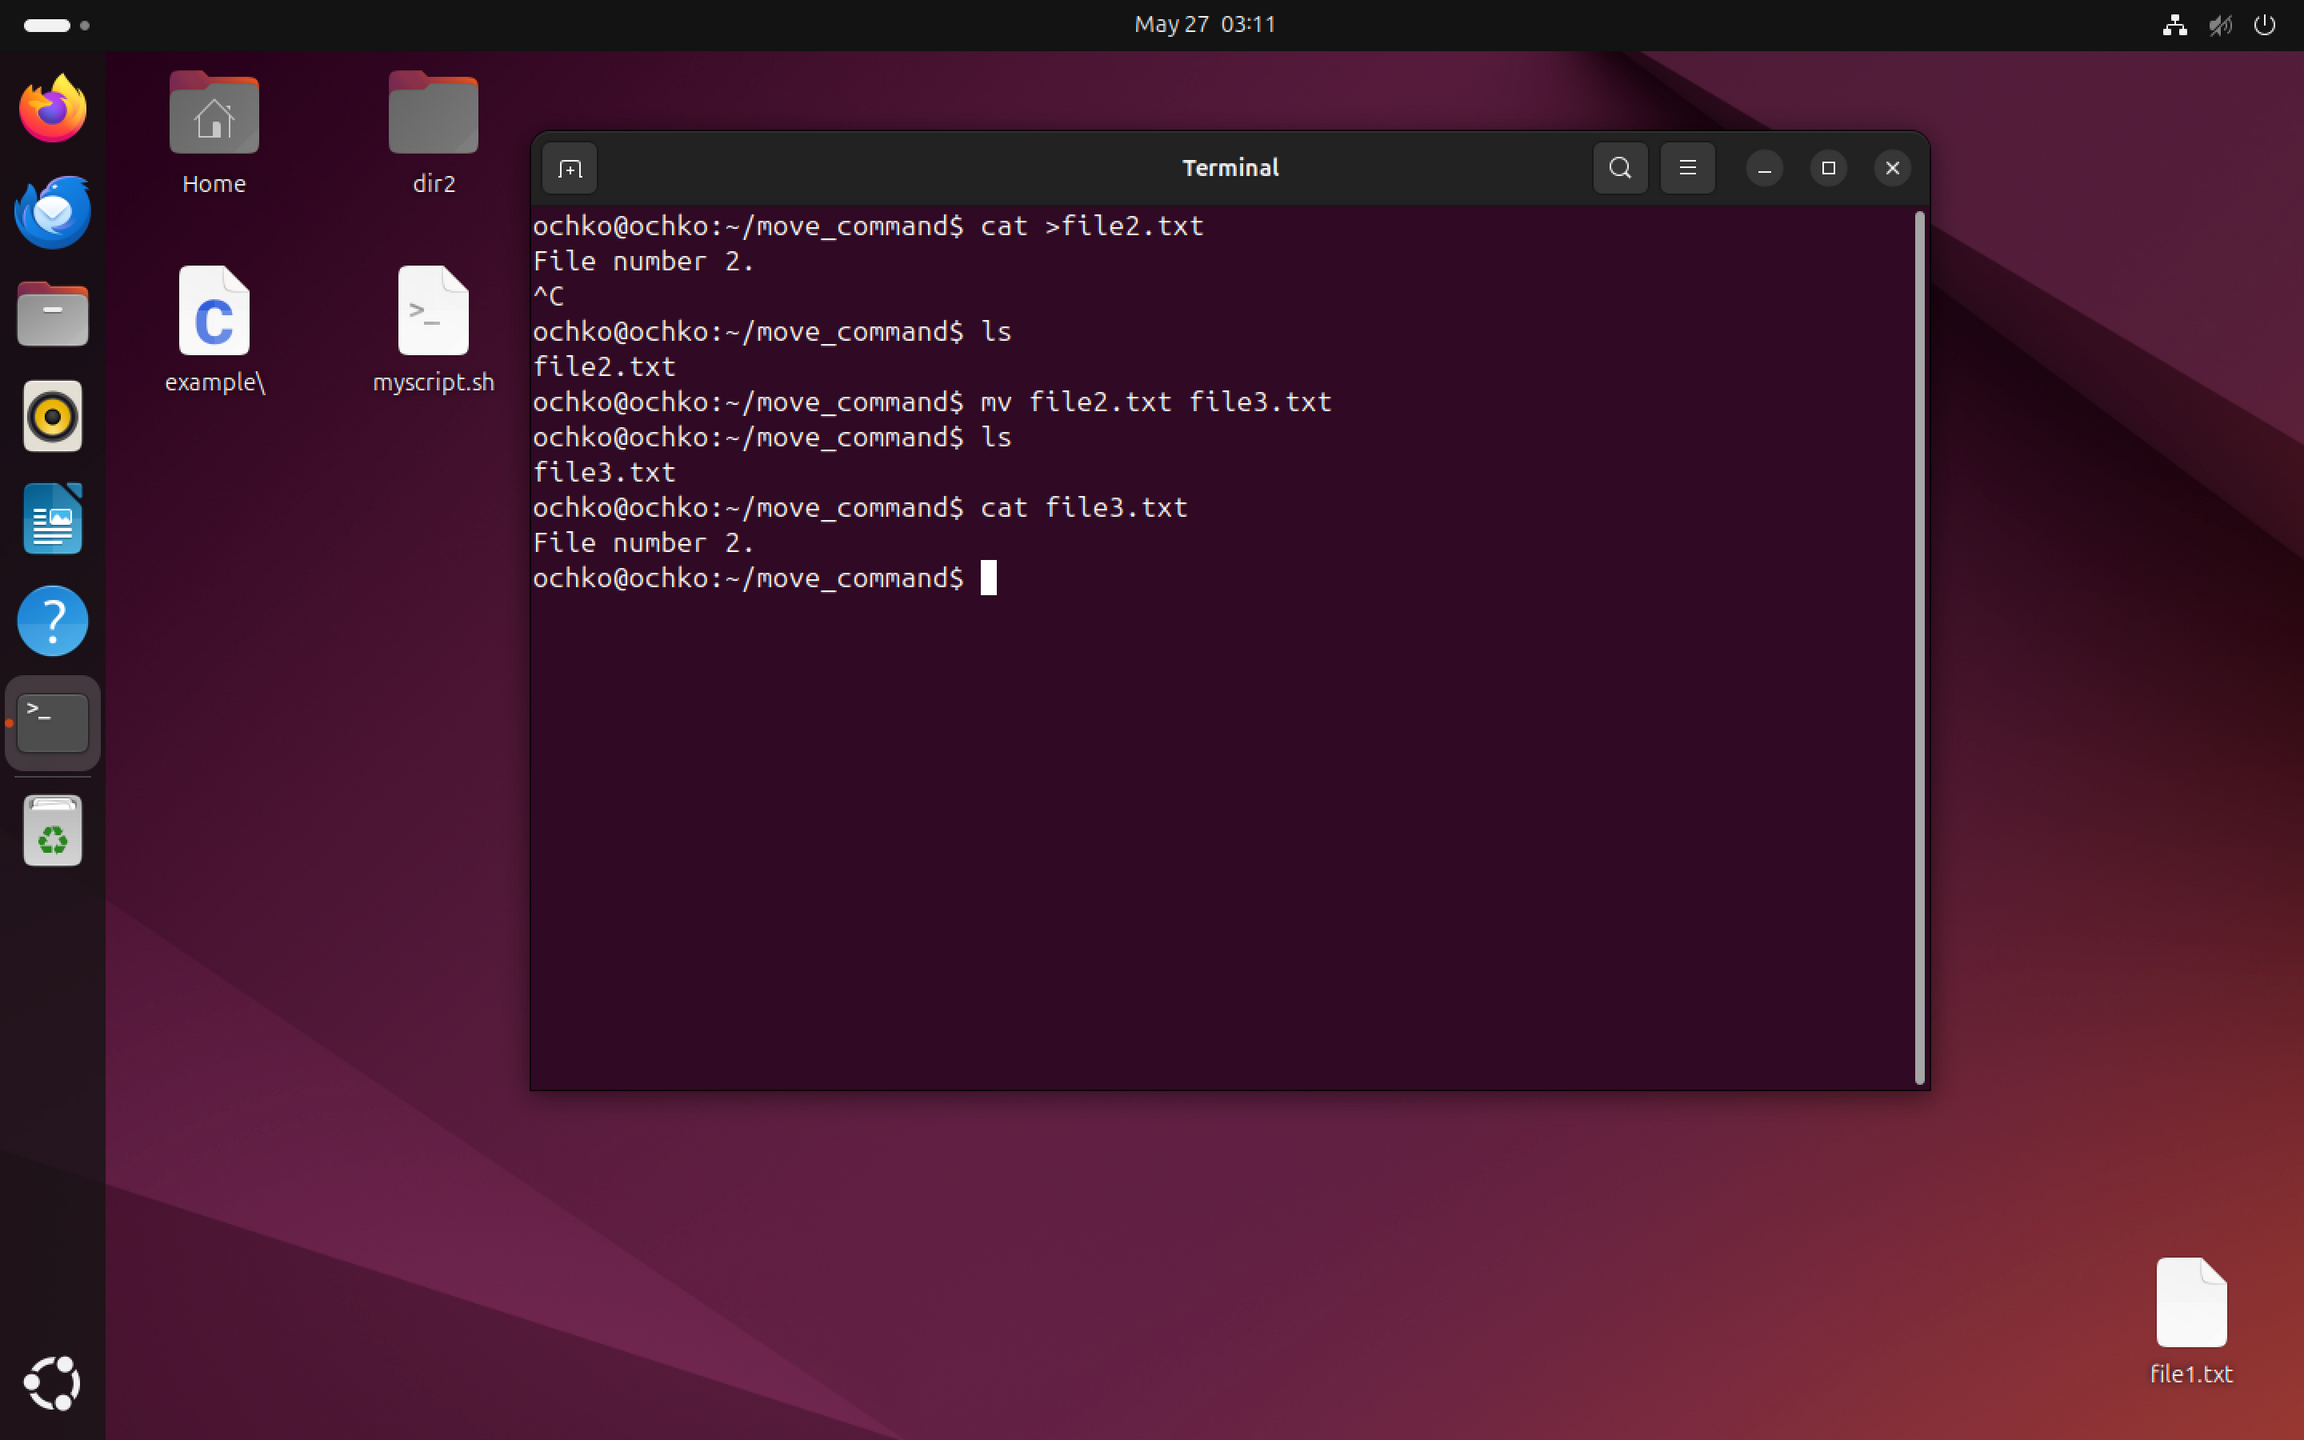 May 27 03:11
Home
dir2
example\
myscript.sh
Terminal
ochko@ochko:~/move_command$ cat >file2.txt
File number 2.
^C
ochko@ochko:~/move_command$ ls
file2.txt
ochko@ochko:~/move_command$ mv file2.txt file3.txt
ochko@ochko:~/move_command$ ls
file3.txt
ochko@ochko:~/move_command$ cat file3.txt
File number 2.
ochko@ochko:~/move_command$
file1.txt